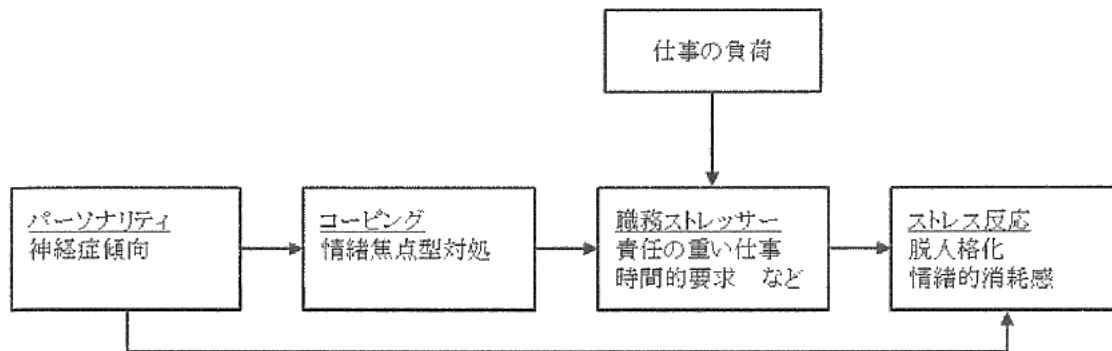 仕事の負荷
パーソナリティ
神経症傾向
コーピング
情緒焦点型対処
職務ストレッサー
責任の重い仕事
時間的要求　など
ストレス反応
脱人格化
情緒的消耗感